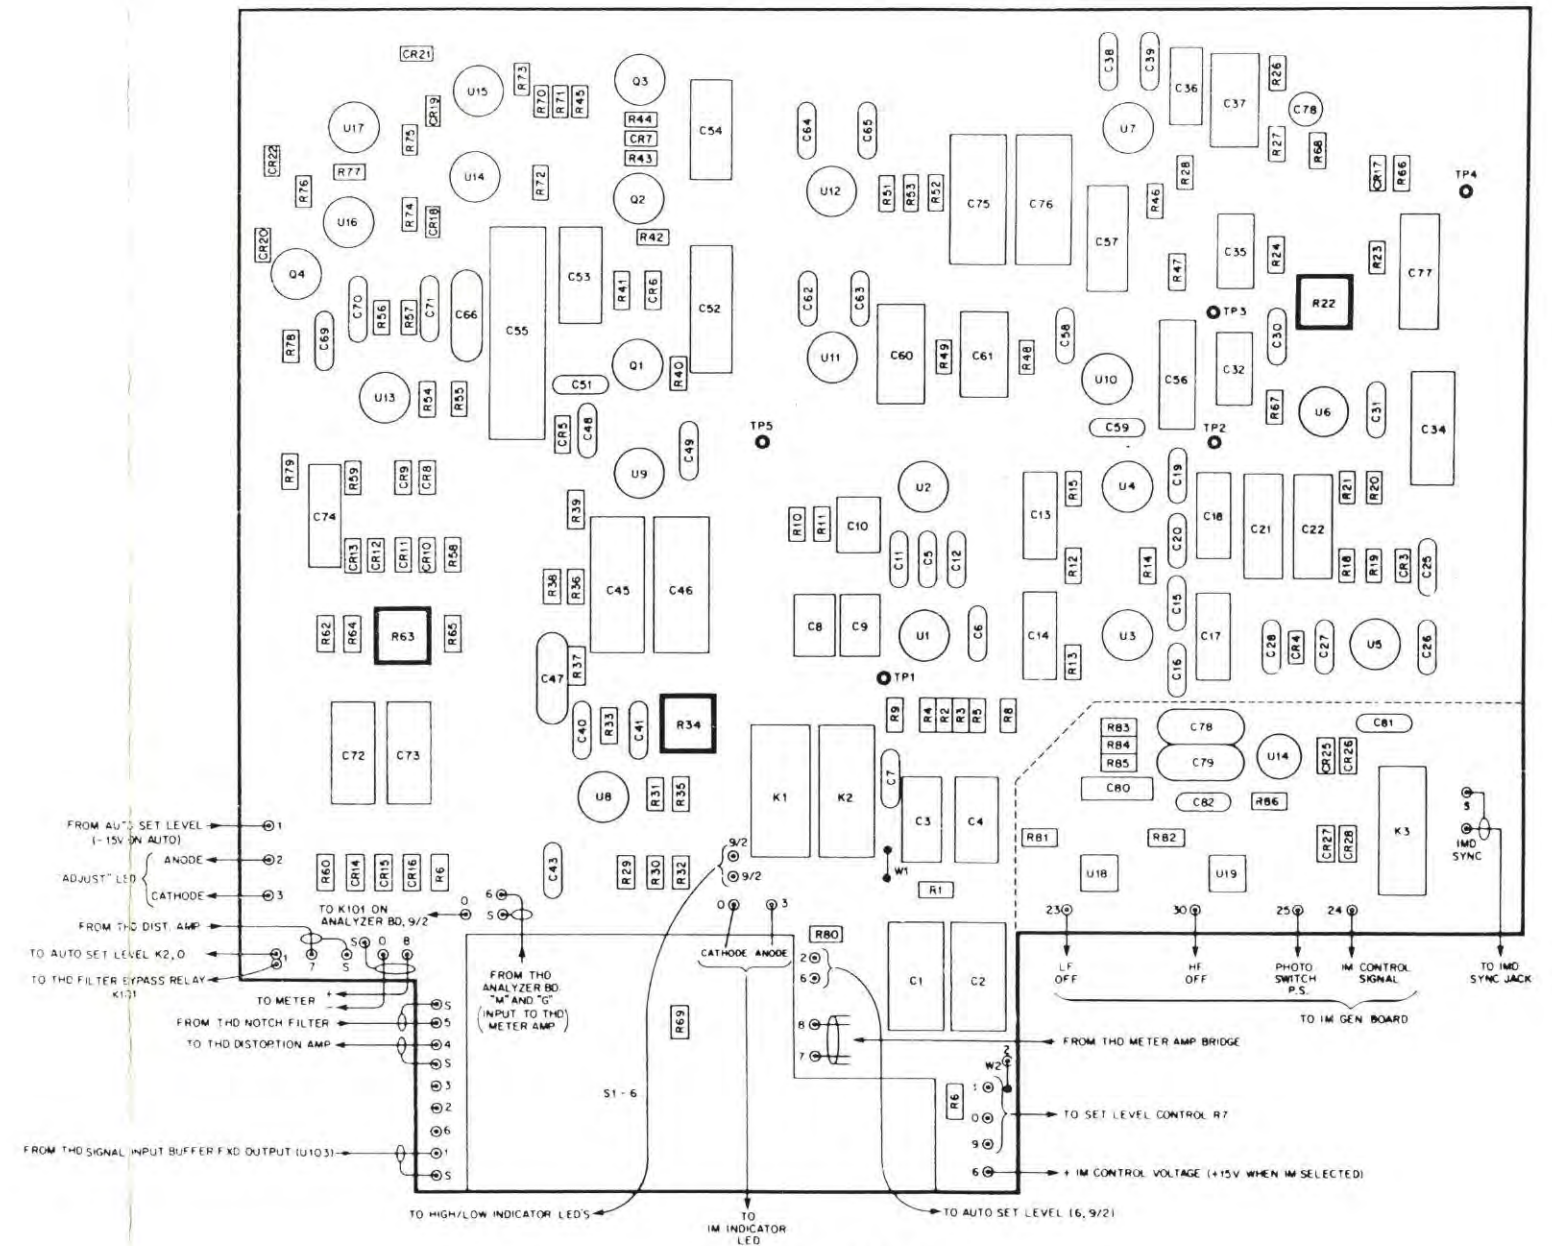 CR21
R73
Q3
C38
C39
C36
C37
R26
CR19
U15
R70
R71
R45
R44
CR7
R43
C54
C64
C65
U7
C78
U17
R75
R27
R68
CR22
R77
R76
U14
R72
Q2
U12
R51
R53
R52
C75
C76
R28
CR17
R66
TP4
U16
R74
CR18
R42
C57
R46
CR20
Q4
C53
R41
CR6
C52
R47
C35
R24
R23
C77
C70
R56
R57
C71
C66
C55
C62
C63
R22
TP3
R78
C69
U11
C60
R49
C61
R48
C58
C56
C32
C30
Q1
R40
U10
C51
U13
R54
R55
R67
U6
C31
CR5
C48
C49
TP5
C59
TP2
C34
R79
R59
CR9
CR8
U9
U2
R15
U4
C19
R21
R20
C74
R39
R10
R11
C10
C13
C18
C21
C22
CR13
CR12
CR11
CR10
R58
C11
C5
C12
R12
R14
C20
R18
R19
CR3
C25
R38
R36
C45
C46
C8
C9
U1
C6
C14
U3
C15
C17
R62
R64
R63
R65
C28
CR4
C27
U5
C26
C47
R37
TP1
R13
C16
C40
R33
C41
R34
R9
R4
R2
R3
R5
R8
C72
C73
R83
R84
R85
C78
C79
U14
CR25
CR26
C81
U8
R31
R35
K1
K2
C7
C3
C4
C80
C82
R86
K3
S
IMD
SYNC
FROM AUTO SET LEVEL
(-15V ON AUTO)
1
R81
R82
CR27
CR28
ANODE
2
"ADJUST" LED
CATHODE
3
R60
CR14
CR15
CR16
R6
C43
R29
R30
R32
9/2
9/2
W1
R1
U18
U19
TO K101 ON
ANALYZER BD, 9/2
0
6
S
0
3
23
30
25
24
FROM THD DIST. AMP
TO AUTO SET LEVEL K2,0
1
7
S
S
0
8
CATHODE ANODE
R80
2
6
C1
C2
LF
OFF
HF
OFF
PHOTO
SWITCH
P.S.
IM CONTROL
SIGNAL
TO IMD
SYNC JACK
TO THD FILTER BYPASS RELAY
K101
FROM THD
ANALYZER BD.
"M" AND "G"
(INPUT TO THD
METER AMP)
TO METER + -
S
FROM THD NOTCH FILTER
5
R69
8
TO IM GEN BOARD
TO THD DISTORTION AMP
4
S
7
FROM THD METER AMP BRIDGE
2
W2
3
S1-6
1
R6
2
0
TO SET LEVEL CONTROL R7
6
9
FROM THD SIGNAL INPUT BUFFER FXD OUTPUT (U103)
1
S
6
+ IM CONTROL VOLTAGE (+15V WHEN IM SELECTED)
TO HIGH/LOW INDICATOR LED'S
TO
IM INDICATOR
LED
TO AUTO SET LEVEL (6, 9/2)